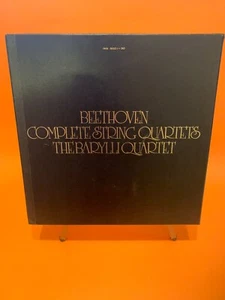 BEETHOVEN
COMPLETE STRING QUARTETS
THE BARYLLI QUARTET